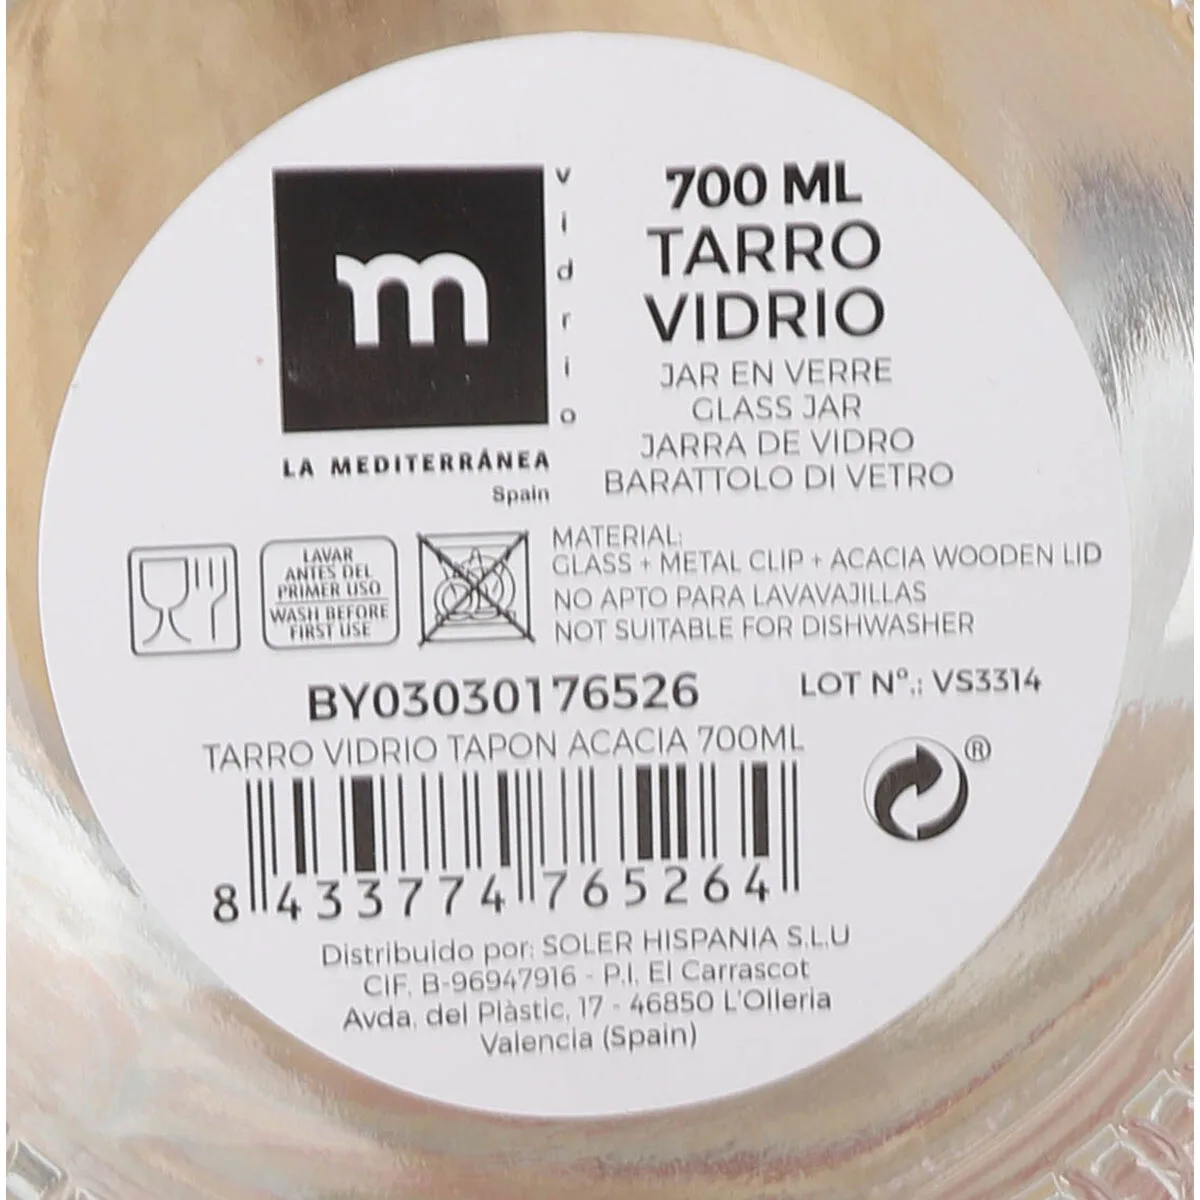 m
vidrio
LA MEDITERRÁNEA
Spain
700 ML
TARRO
VIDRIO
JAR EN VERRE
GLASS JAR
JARRA DE VIDRO
BARATTOLO DI VETRO
LAVAR
ANTES DEL
PRIMER USO
WASH BEFORE
FIRST USE
MATERIAL:
GLASS + METAL CLIP + ACACIA WOODEN LID
NO APTO PARA LAVAVAJILLAS
NOT SUITABLE FOR DISHWASHER
BY03030176526
LOT Nº.: VS3314
TARRO VIDRIO TAPON ACACIA 700ML
®
8 433774 765264
Distribuido por: SOLER HISPANIA S.L.U
CIF. B-96947916 - P.I. El Carrascot
Avda. del Plàstic, 17 - 46850 L'Olleria
Valencia (Spain)